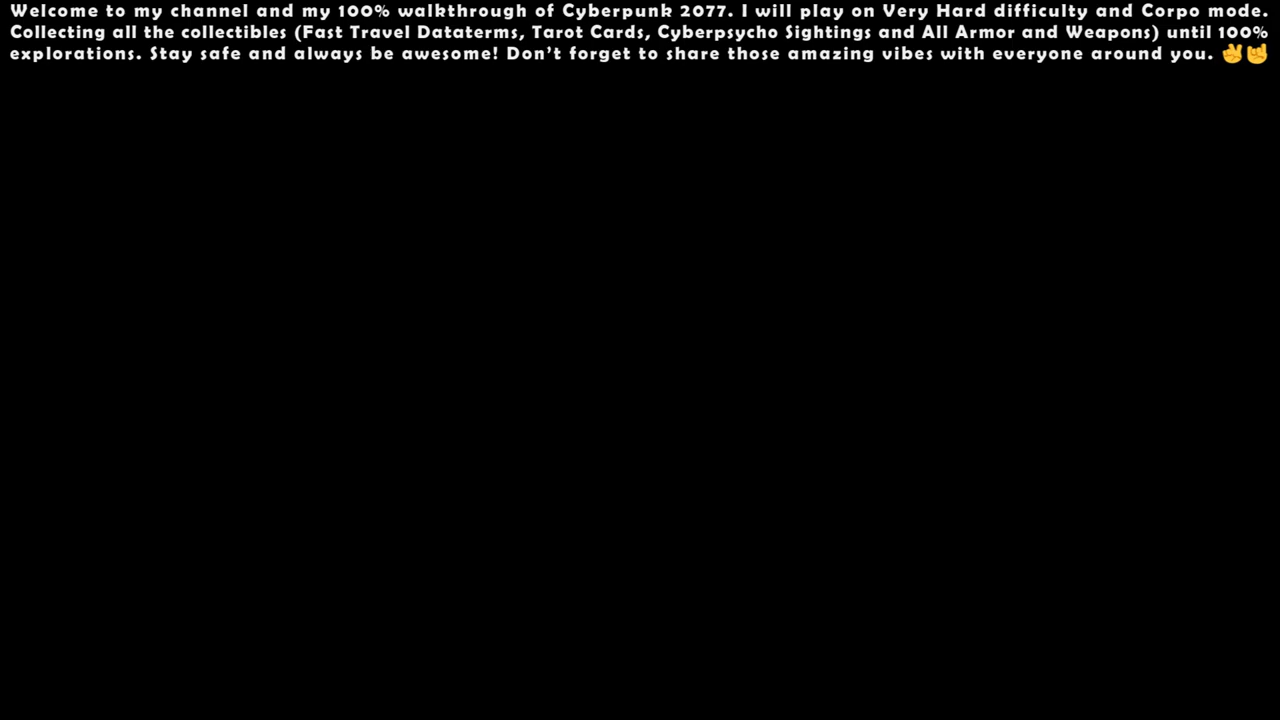 Welcome to my channel and my 100% walkthrough of Cyberpunk 2077. I will play on Very Hard difficulty and Corpo mode.
Collecting all the collectibles (Fast Travel Dataterms, Tarot Cards, Cyberpsycho Sightings and All Armor and Weapons) until 100%
explorations. Stay safe and always be awesome! Don’t forget to share those amazing vibes with everyone around you. ✌️🤘